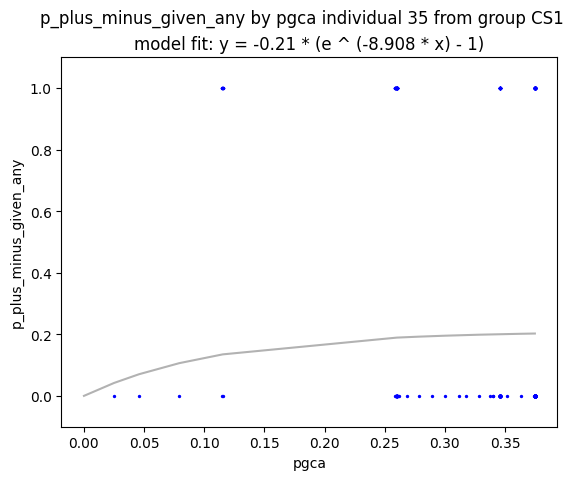 p_plus_minus_given_any by pgca individual 35 from group CS1
model fit: y = -0.21 * (e ^ (-8.908 * x) - 1)
p_plus_minus_given_any
1.0
0.8
0.6
0.4
0.2
0.0
0.00 0.05 0.10 0.15 0.20 0.25 0.30 0.35
pgca